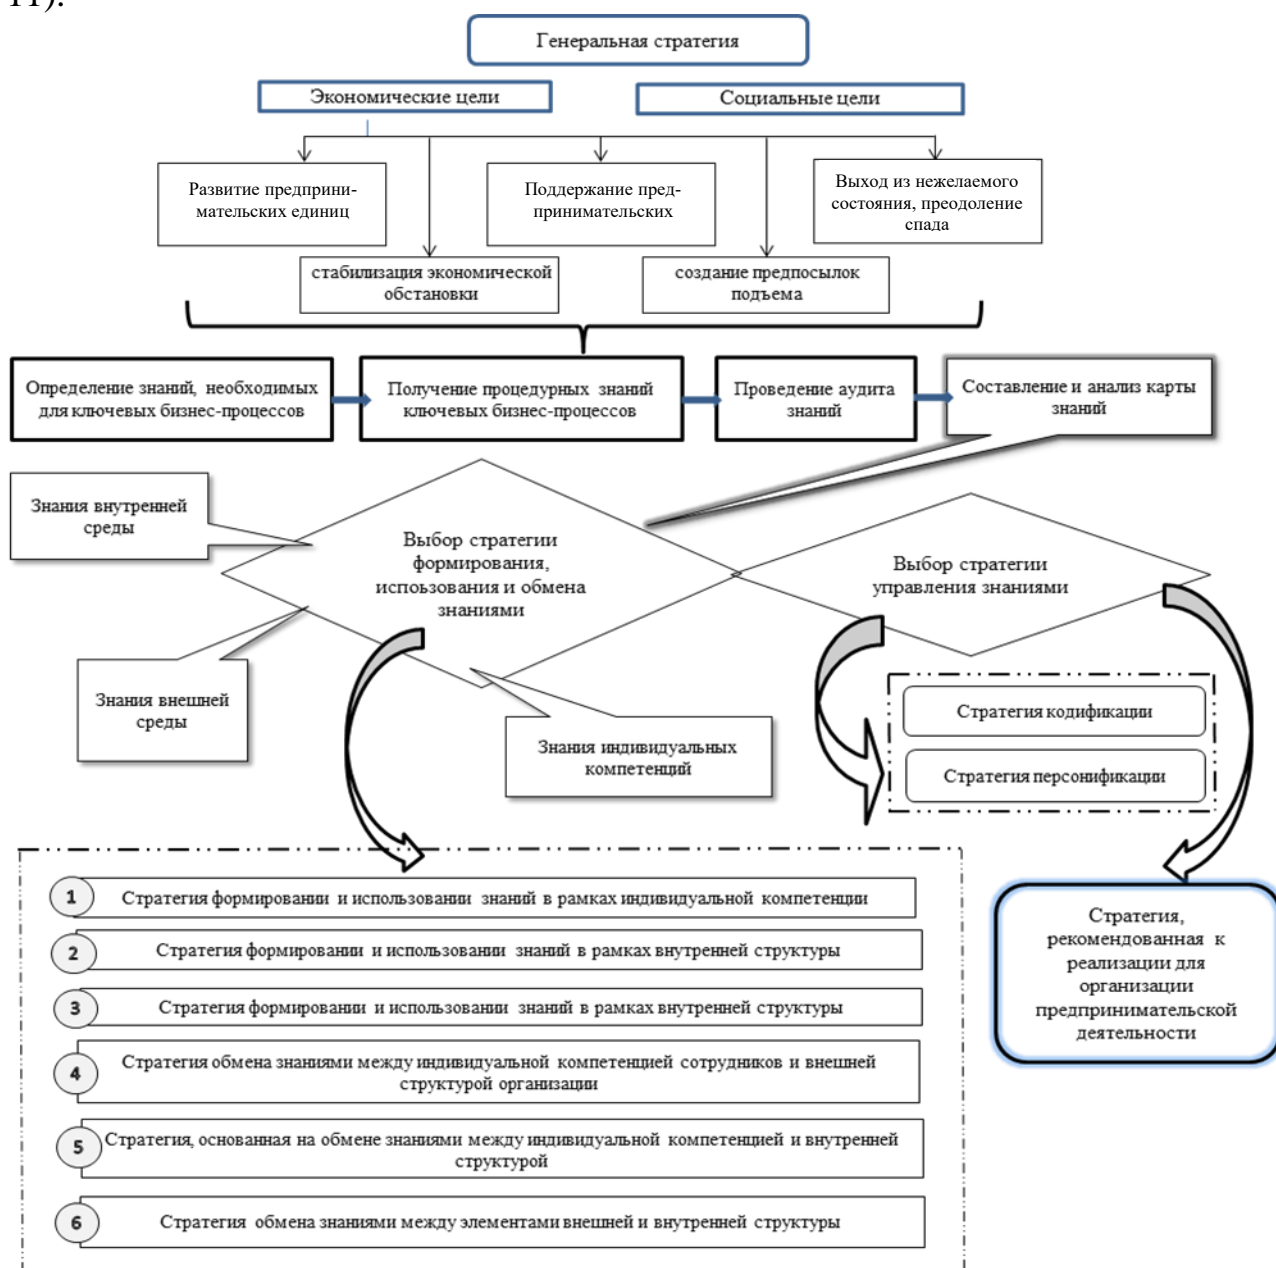 11).
Генеральная стратегия
Экономические цели
Социальные цели
Развитие предприни-
мательских единиц
Поддержание пред-
принимательских
Выход из нежелаемого
состояния, преодоление
спада
стабилизация экономической
обстановки
создание предпосылок
подъема
Определение знаний, необходимых
для ключевых бизнес-процессов
Получение процедурных знаний
ключевых бизнес-процессов
Проведение аудита
знаний
Составление и анализ карты
знаний
Знания внутренней
среды
Выбор стратегии
формирования,
испоьзования и обмена
знаниями
Выбор стратегии
управления знаниями
Знания внешней
среды
Знания индивидуальных
компетенций
Стратегия кодификации
Стратегия персонификации
1 Стратегия формировании и использовании знаний в рамках индивидуальной компетенции
2 Стратегия формировании и использовании знаний в рамках внутренней структуры
3 Стратегия формировании и использовании знаний в рамках внутренней структуры
4 Стратегия обмена знаниями между индивидуальной компетенцией сотрудников и внешней
структурой организации
5 Стратегия, основанная на обмене знаниями между индивидуальной компетенцией и внутренней
структурой
6 Стратегия обмена знаниями между элементами внешней и внутренней структуры
Стратегия,
рекомендованная к
реализации для
организации
предпринимательской
деятельности